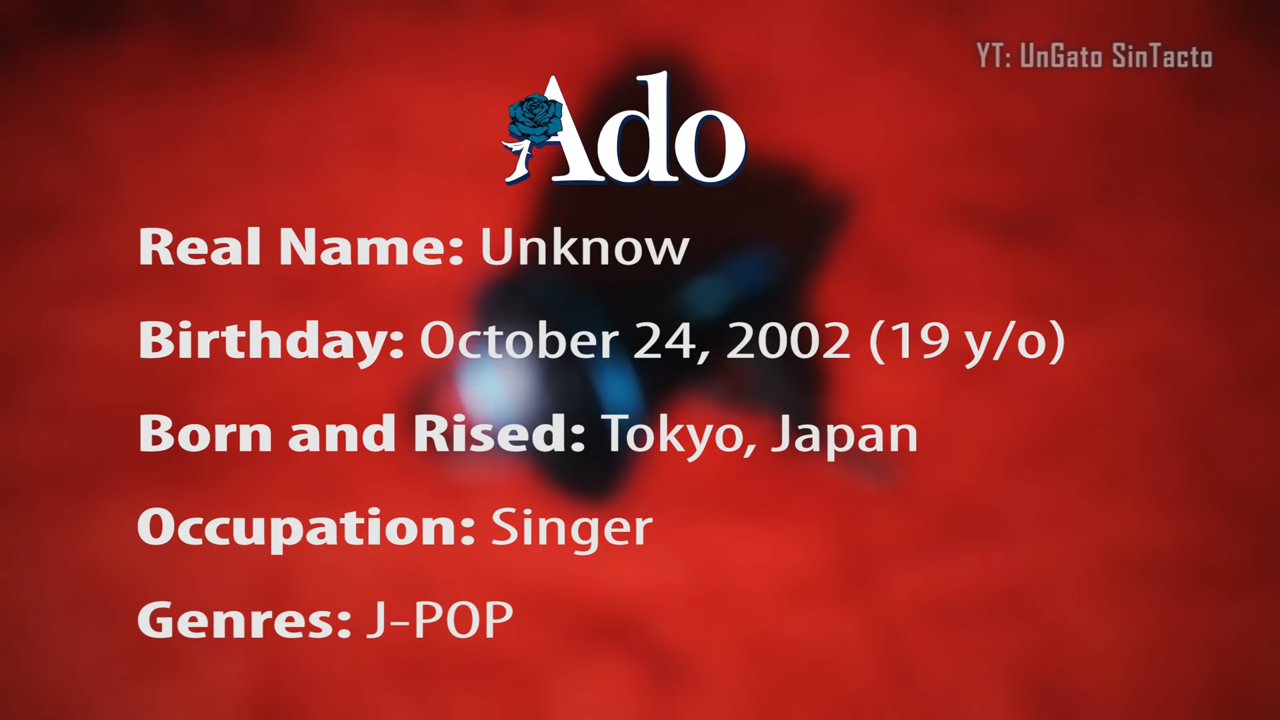 YT: UnGato SinTacto
Ado
Real Name: Unknow
Birthday: October 24, 2002 (19 y/o)
Born and Rised: Tokyo, Japan
Occupation: Singer
Genres: J-POP